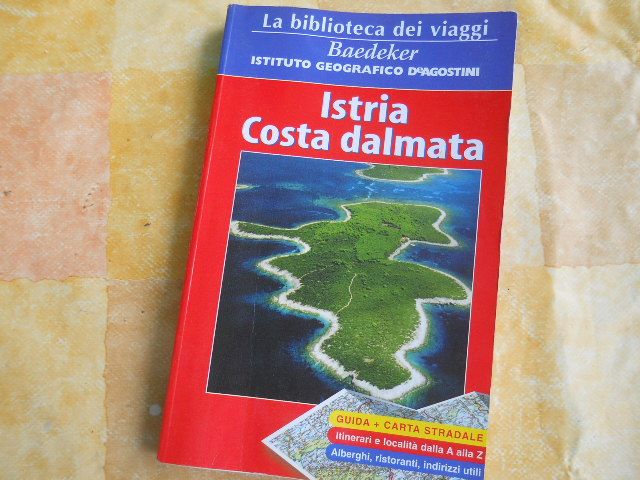 La biblioteca dei viaggi
Baedeker
ISTITUTO GEOGRAFICO DeAGOSTINI
Istria
Costa dalmata
GUIDA + CARTA STRADALE
Itinerari e località dalla A alla Z
Alberghi, ristoranti, indirizzi utili